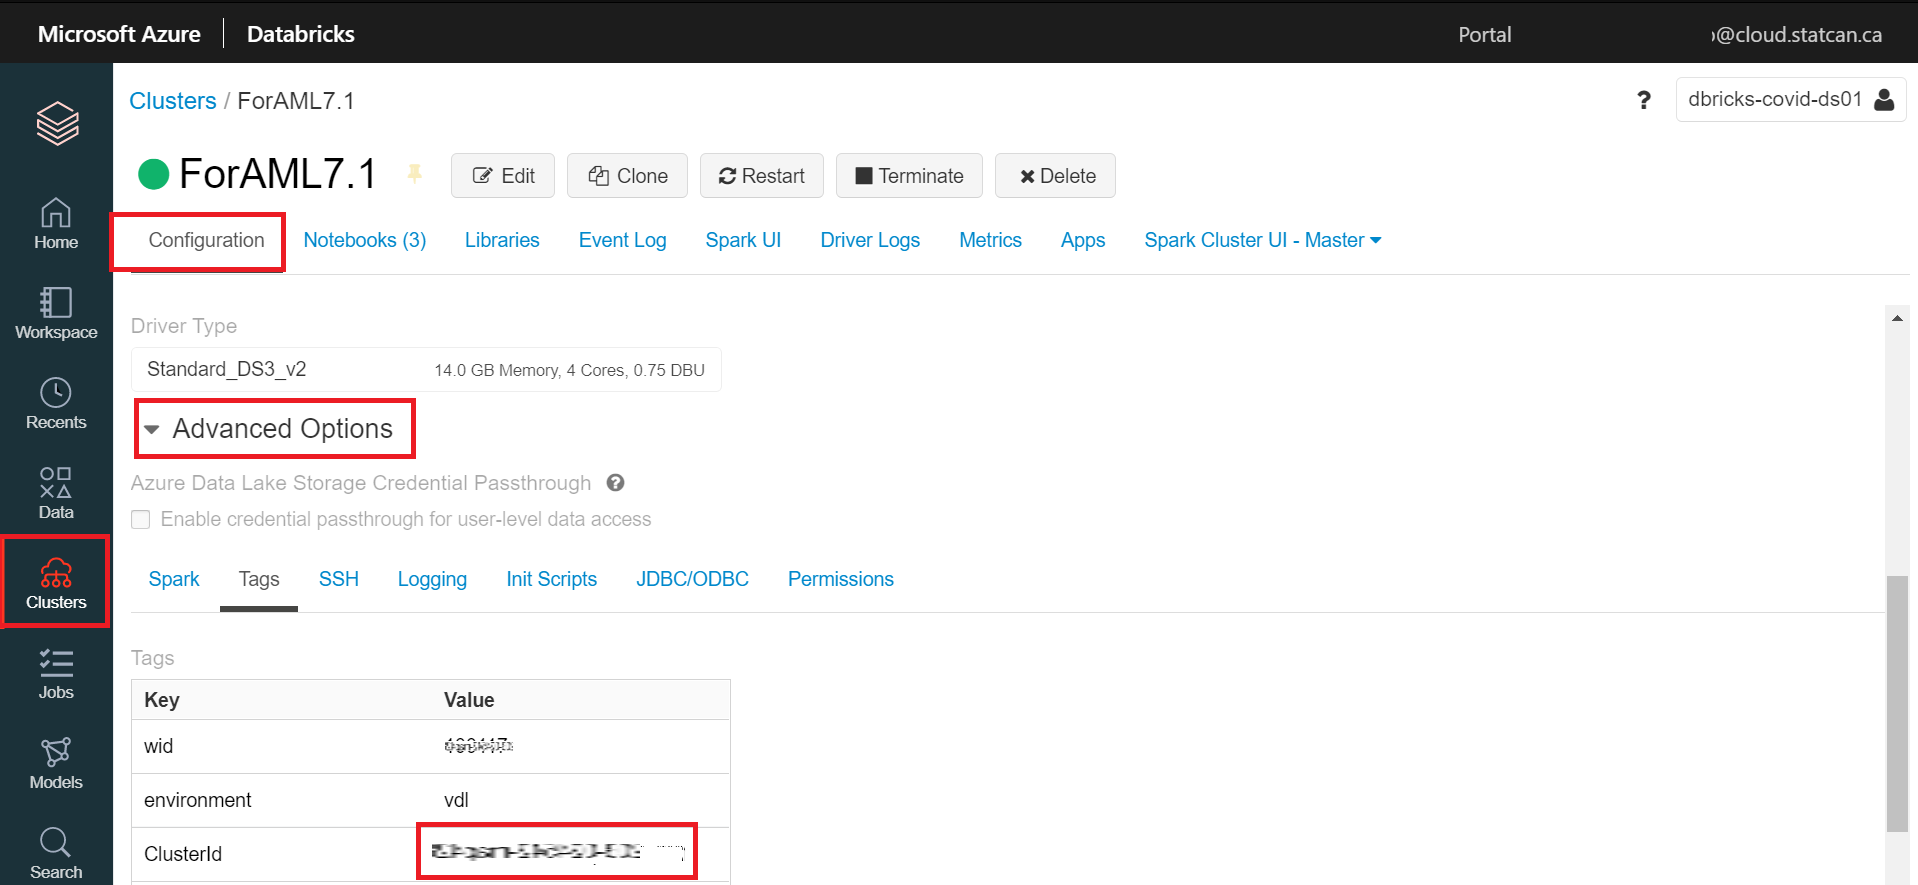 Microsoft Azure Databricks Portal @cloud.statcan.ca
Clusters / ForAML7.1 ? dbricks-covid-ds01
ForAML7.1 Edit Clone Restart Terminate Delete
Configuration Notebooks (3) Libraries Event Log Spark UI Driver Logs Metrics Apps Spark Cluster UI - Master
Home
Workspace
Recents
Data
Clusters
Jobs
Models
Search
Driver Type
Standard_DS3_v2 14.0 GB Memory, 4 Cores, 0.75 DBU
Advanced Options
Azure Data Lake Storage Credential Passthrough ?
Enable credential passthrough for user-level data access
Spark Tags SSH Logging Init Scripts JDBC/ODBC Permissions
Tags
Key Value
wid
environment vdl
ClusterId